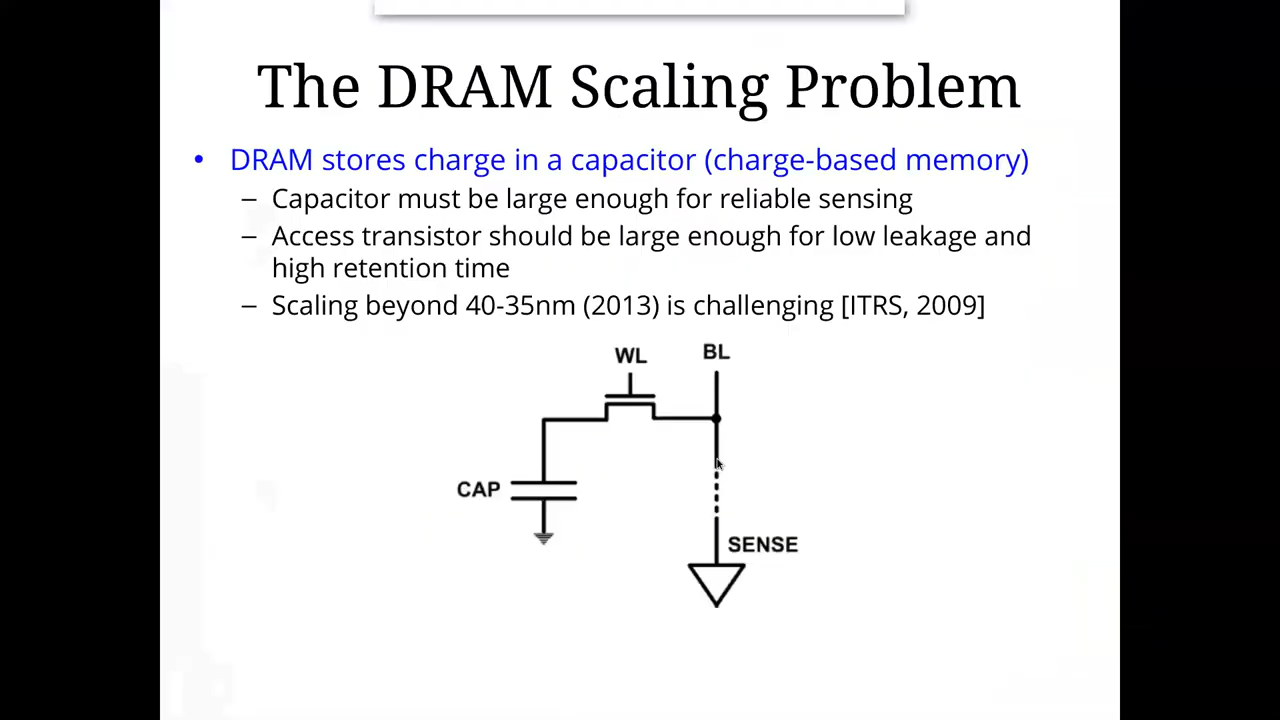 The DRAM Scaling Problem
• DRAM stores charge in a capacitor (charge-based memory)
– Capacitor must be large enough for reliable sensing
– Access transistor should be large enough for low leakage and
high retention time
– Scaling beyond 40-35nm (2013) is challenging [ITRS, 2009]
WL
BL
CAP
SENSE